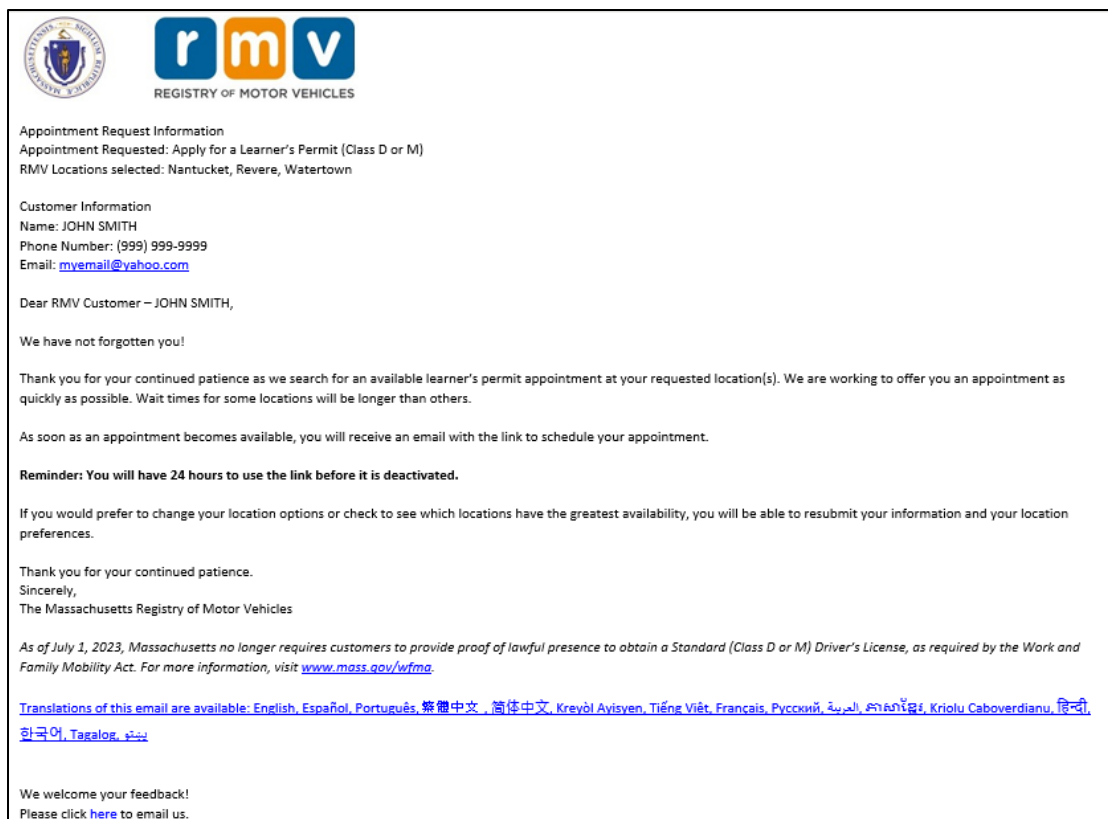 rmv
REGISTRY OF MOTOR VEHICLES
Appointment Request Information
Appointment Requested: Apply for a Learner's Permit (Class D or M)
RMV Locations selected: Nantucket, Revere, Watertown
Customer Information
Name: JOHN SMITH
Phone Number: (999) 999-9999
Email: myemail@yahoo.com
Dear RMV Customer – JOHN SMITH,
We have not forgotten you!
Thank you for your continued patience as we search for an available learner's permit appointment at your requested location(s). We are working to offer you an appointment as
quickly as possible. Wait times for some locations will be longer than others.
As soon as an appointment becomes available, you will receive an email with the link to schedule your appointment.
Reminder: You will have 24 hours to use the link before it is deactivated.
If you would prefer to change your location options or check to see which locations have the greatest availability, you will be able to resubmit your information and your location
preferences.
Thank you for your continued patience.
Sincerely,
The Massachusetts Registry of Motor Vehicles
As of July 1, 2023, Massachusetts no longer requires customers to provide proof of lawful presence to obtain a Standard (Class D or M) Driver's License, as required by the Work and
Family Mobility Act. For more information, visit www.mass.gov/wfma.
Translations of this email are available: English, Español, Português, 繁體中文 , 简体中文, Kreyòl Ayisyen, Tiếng Việt, Français, Русский, العربية, ភាសាខ្មែរ, Kriolu Caboverdianu, हिन्दी,
한국어, Tagalog, پښتو
We welcome your feedback!
Please click here to email us.